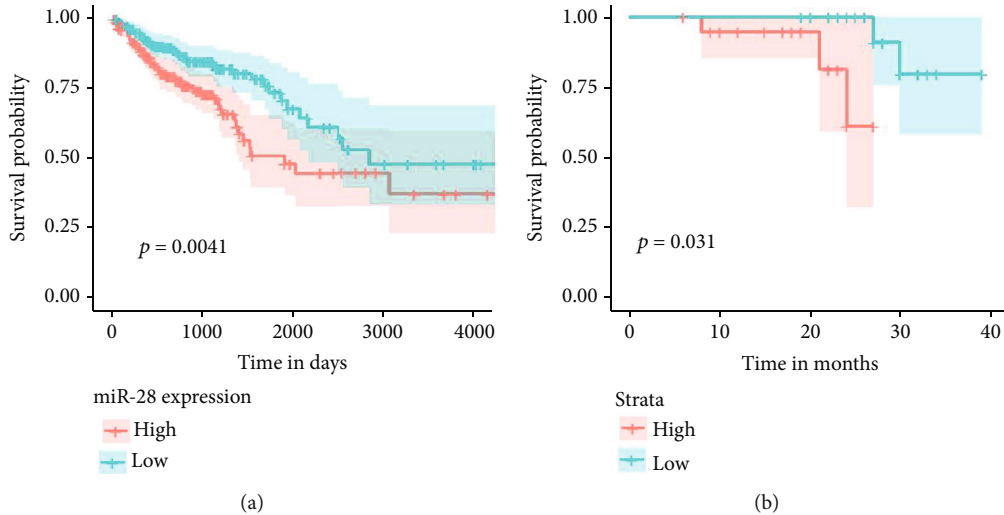 1.00
0.75
0.50
0.25
0.00
Survival probability
p = 0.0041
0 1000 2000 3000 4000
Time in days
miR-28 expression
High
Low
(a)
1.00
0.75
0.50
0.25
0.00
Survival probability
p = 0.031
0 10 20 30 40
Time in months
Strata
High
Low
(b)